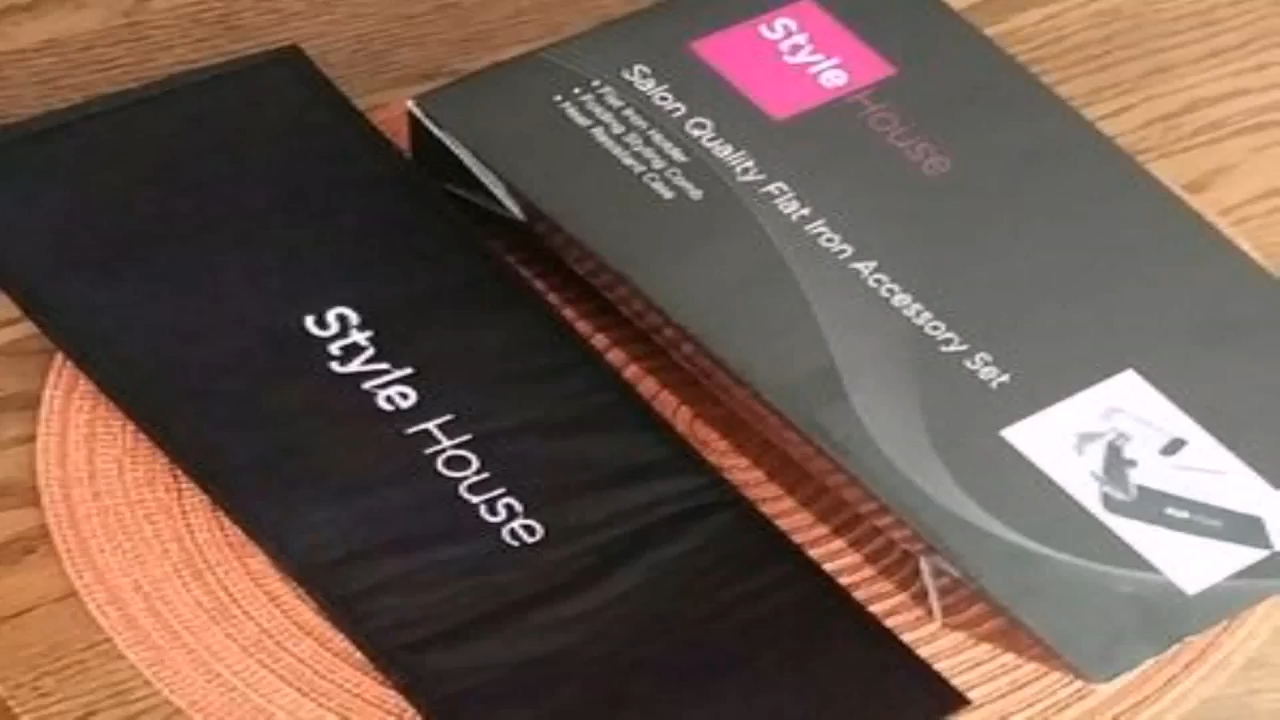 Style House
Style House
Salon Quality Flat Iron Accessory Set
• Flat Iron Holder
• Folding Styling Comb
• Heat Resistant Case